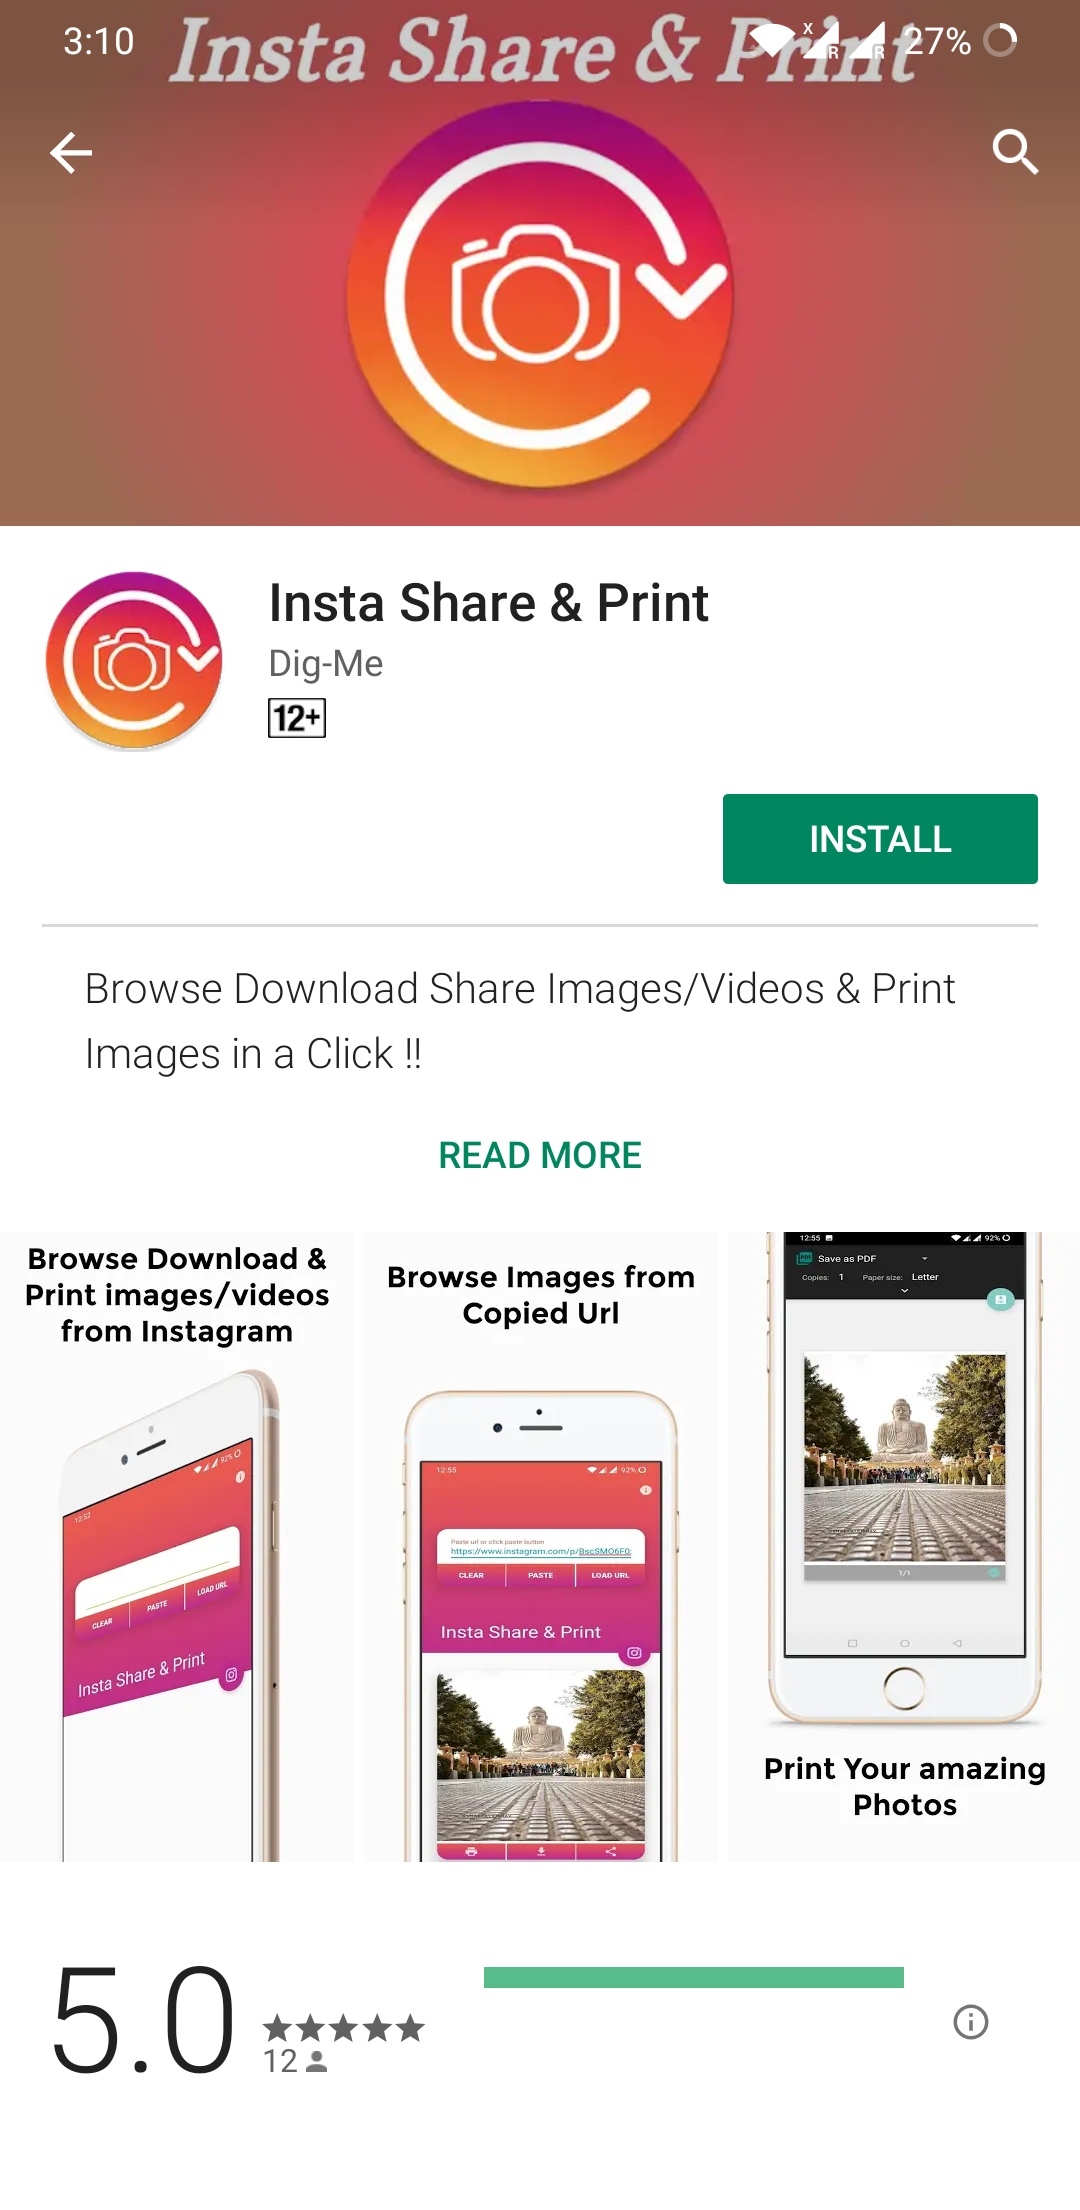 Insta Share & Print
3:10
x
R
R
27%
Insta Share & Print
Dig-Me
12+
INSTALL
Browse Download Share Images/Videos & Print
Images in a Click !!
READ MORE
Browse Download &
Print images/videos
from Instagram
12:52
92%
CLEAR
PASTE
LOAD URL
Insta Share & Print
Browse Images from
Copied Url
12:55
92%
Paste url or click paste button
https://www.instagram.com/p/BscSMO6F0
CLEAR
PASTE
LOAD URL
Insta Share & Print
12:55
92%
PDF
Save as PDF
Copies: 1
Paper size: Letter
1/1
Print Your amazing
Photos
5.0
12